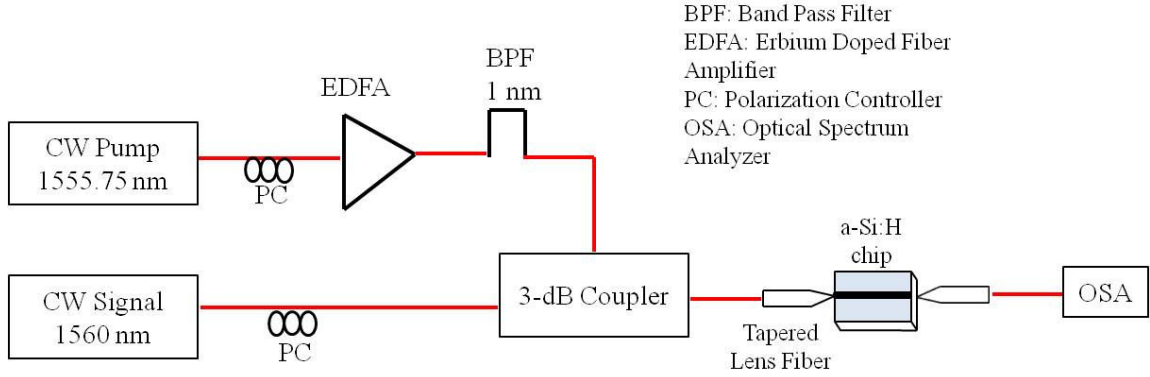 BPF: Band Pass Filter
EDFA: Erbium Doped Fiber
Amplifier
PC: Polarization Controller
OSA: Optical Spectrum
Analyzer
BPF
1 nm
EDFA
CW Pump
1555.75 nm
PC
a-Si:H
chip
CW Signal
1560 nm
PC
3-dB Coupler
OSA
Tapered
Lens Fiber